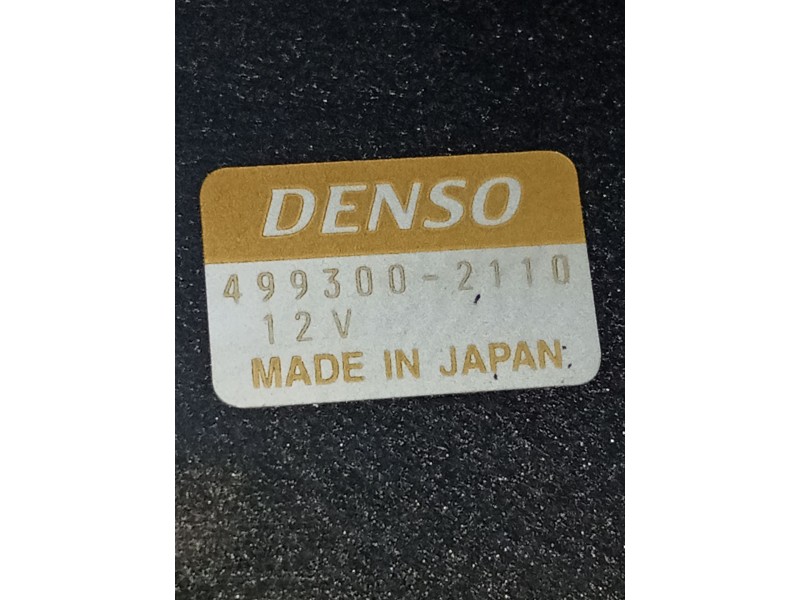 DENSO
499300-2110
12V
MADE IN JAPAN